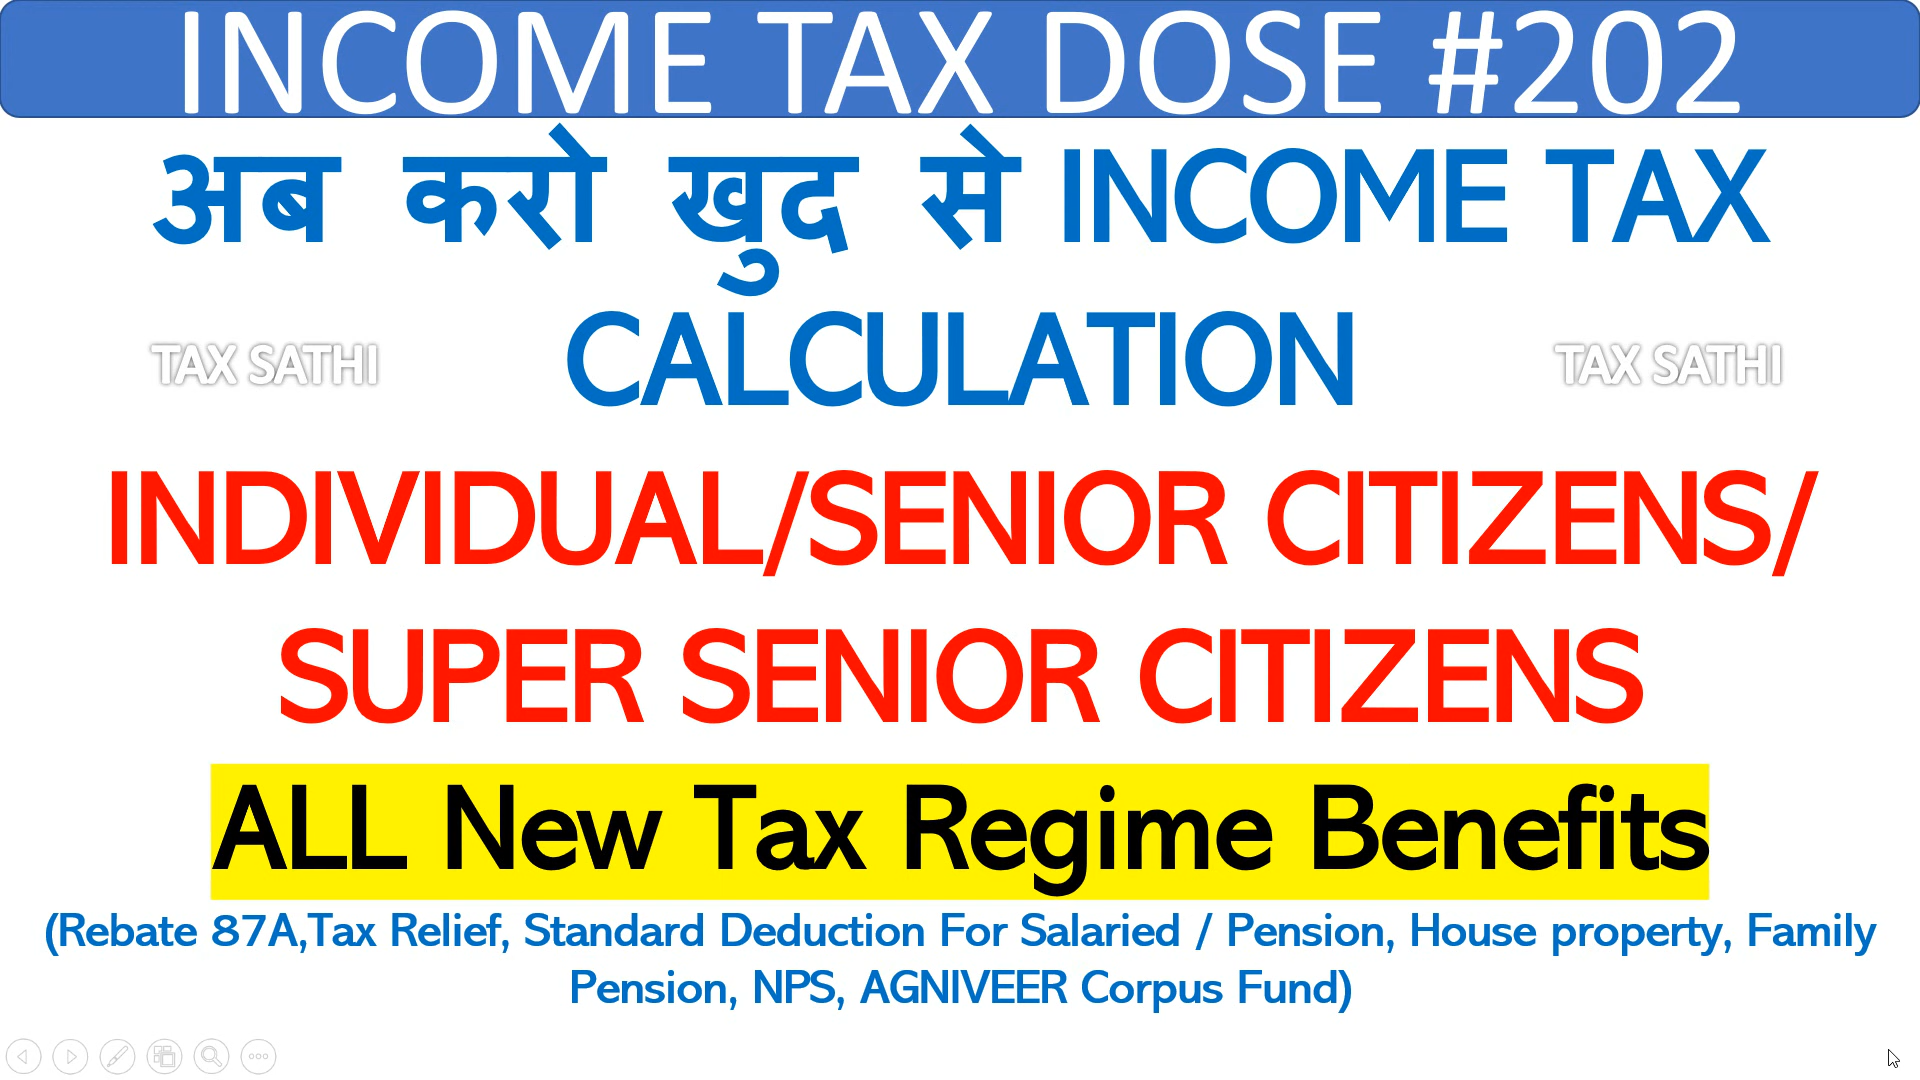 INCOME TAX DOSE #202
अब करो खुद से INCOME TAX
CALCULATION
TAX SATHI
TAX SATHI
INDIVIDUAL/SENIOR CITIZENS/
SUPER SENIOR CITIZENS
ALL New Tax Regime Benefits
(Rebate 87A,Tax Relief, Standard Deduction For Salaried / Pension, House property, Family
Pension, NPS, AGNIVEER Corpus Fund)